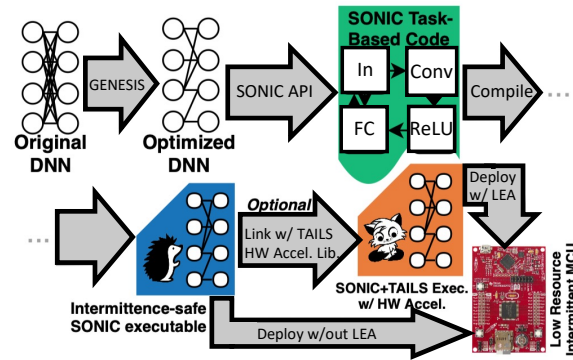 SONIC Task-
Based Code
In
Conv
GENESIS
SONIC API
Compile
...
FC
ReLU
Original
DNN
Optimized
DNN
Deploy
w/ LEA
Optional
...
Link w/ TAILS
HW Accel. Lib.
SONIC+TAILS Exec.
w/ HW Accel.
Intermittence-safe
SONIC executable
Deploy w/out LEA
Low Resource
Intermittent MCU